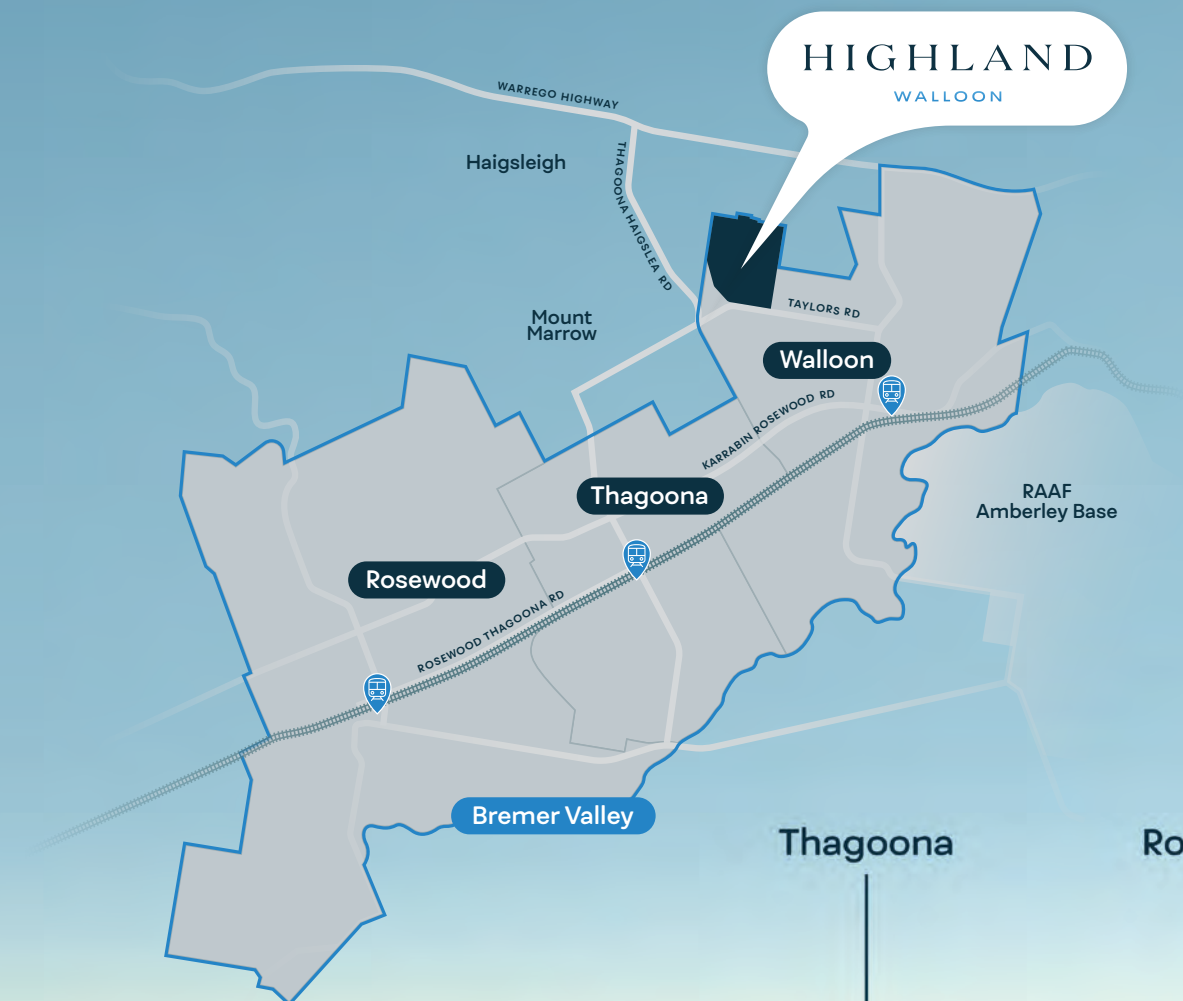 HIGHLAND
WALLOON
WARREGO HIGHWAY
Haigsleigh
THAGOONA HAIGSLEA RD
TAYLORS RD
Mount
Marrow
Walloon
KARRABIN ROSEWOOD RD
Thagoona
RAAF
Amberley Base
Rosewood
ROSEWOOD THAGOONA RD
Bremer Valley
Thagoona
Ro